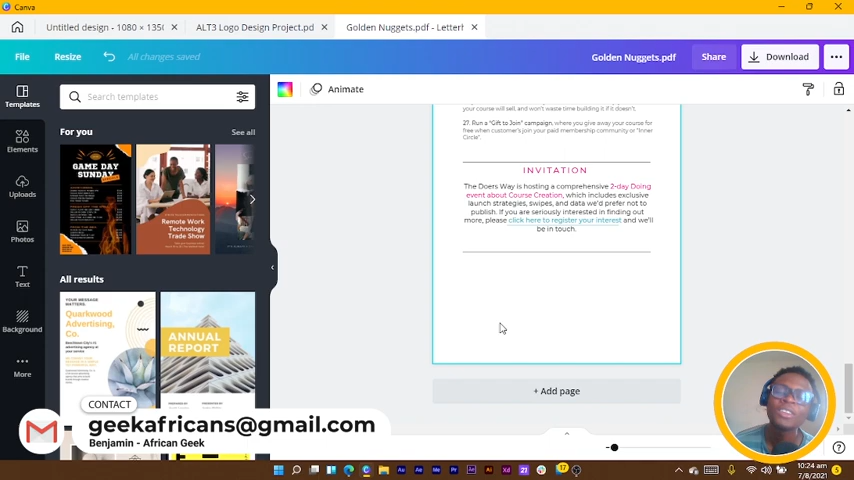 Canva
Untitled design - 1080 × 1350
ALT3 Logo Design Project.pd
Golden Nuggets.pdf - Letterh
File
Resize
All changes saved
Golden Nuggets.pdf
Share
Download
Animate
Templates
Elements
Uploads
Photos
Text
Background
More
Search templates
For you
See all
GAME DAY
SUNDAY
Remote Work
Technology
Trade Show
All results
YOUR MESSAGE
MATTERS.
Quarkwood
Advertising,
Co.
ANNUAL
REPORT
your course will sell, and won't waste time building it if it doesn't.
27. Run a "Gift to Join" campaign, where you give away your course for
free when customer's join your paid membership community or "Inner
Circle".
INVITATION
The Doers Way is hosting a comprehensive 2-day Doing
event about Course Creation, which includes exclusive
launch strategies, swipes, and data we'd prefer not to
publish. If you are seriously interested in finding out
more, please click here to register your interest and we'll
be in touch.
+ Add page
CONTACT
geekafricans@gmail.com
Benjamin - African Geek
10:24 am
7/8/2021